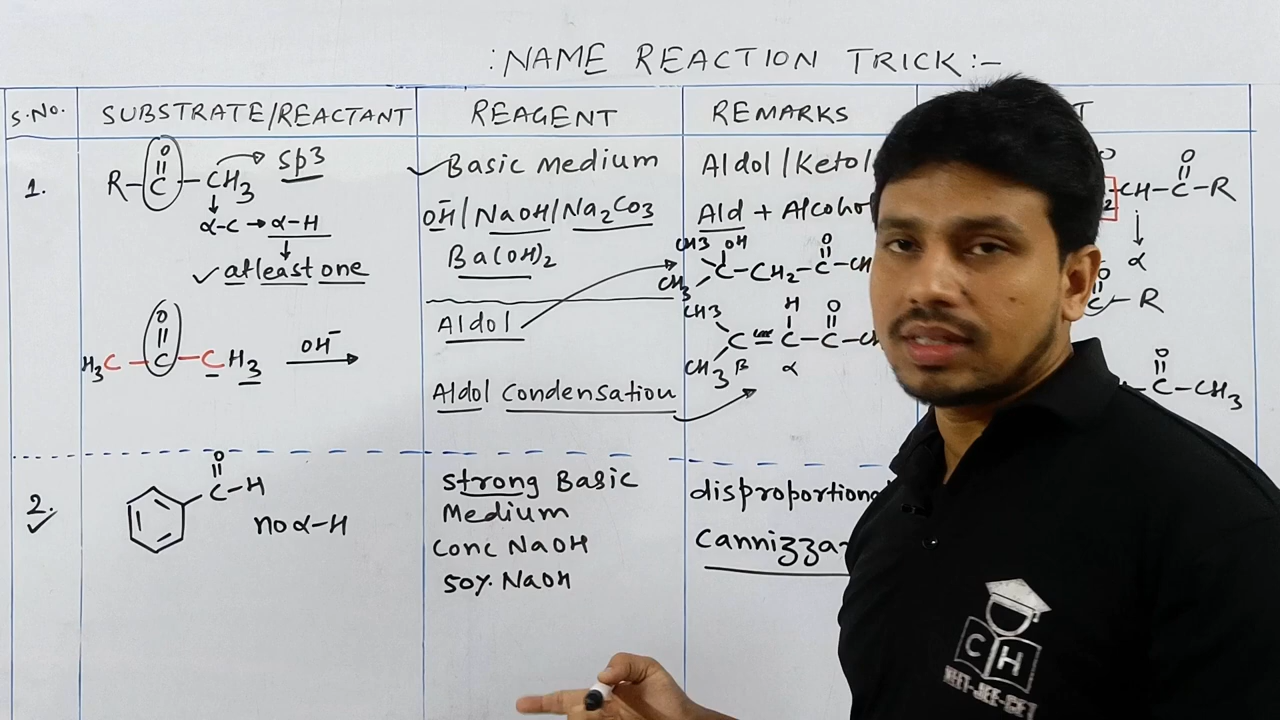 : NAME REACTION TRICK :-
S.No.
SUBSTRATE/REACTANT
REAGENT
REMARKS
T
1.
O
R-C-CH3 → sp3
α-C → α-H
✓ atleast one
O
H3C-C-CH3 OH-
✓ Basic Medium
OH-/NaOH/Na2CO3
Ba(OH)2
Aldol
Aldol Condensation
Aldol/Ketol
Ald + Alcohol
CH3 OH O
C-CH2-C-CH
CH3
CH3 H O
C=C-C-CH
CH3 β α
O O
CH-C-R
2
α
C-R
O
C-CH3
2.
O
C-H
no α-H
strong Basic
Medium
Conc NaOH
50% NaOH
disproportiona
Cannizza
CH
NEET-JEE-CET